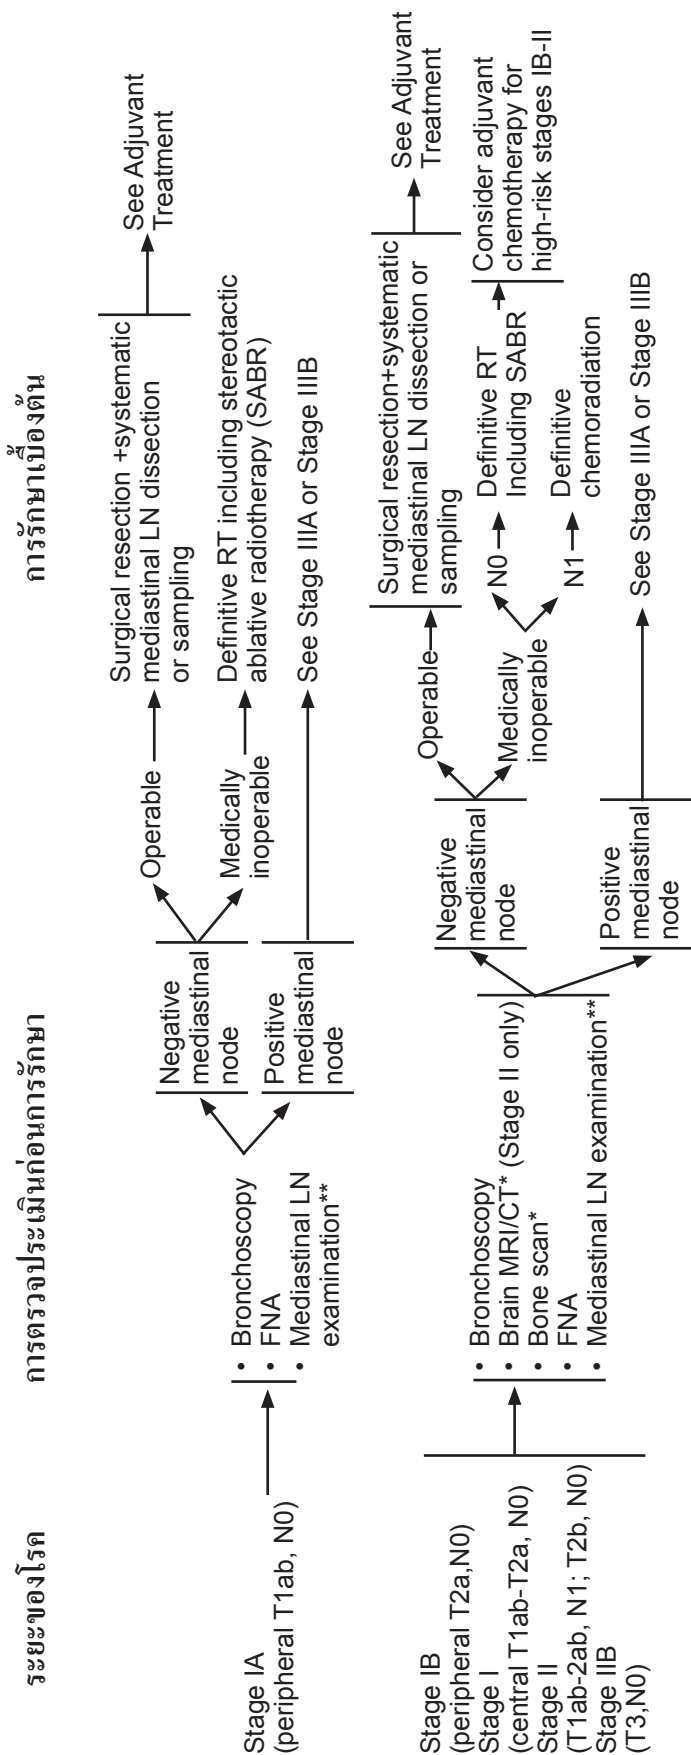 ระยะของโรค
การตรวจประเมินก่อนการรักษา
การรักษาเบื้องต้น
Stage IA
(peripheral T1ab, N0)
• Bronchoscopy
• FNA
• Mediastinal LN
examination**
Negative
mediastinal
node
Positive
mediastinal
node
Operable
Medically
inoperable
Surgical resection +systematic
mediastinal LN dissection
or sampling
Definitive RT including stereotactic
ablative radiotherapy (SABR)
See Stage IIIA or Stage IIIB
See Adjuvant
Treatment
Stage IB
(peripheral T2a,N0)
Stage I
(central T1ab-T2a, N0)
Stage II
(T1ab-2ab, N1; T2b, N0)
Stage IIB
(T3,N0)
• Bronchoscopy
• Brain MRI/CT* (Stage II only)
• Bone scan*
• FNA
• Mediastinal LN examination**
Negative
mediastinal
node
Positive
mediastinal
node
Operable
Medically
inoperable
Surgical resection+systematic
mediastinal LN dissection or
sampling
See Adjuvant
Treatment
N0
Definitive RT
Including SABR
Consider adjuvant
chemotherapy for
high-risk stages IB-II
N1
Definitive
chemoradiation
See Stage IIIA or Stage IIIB